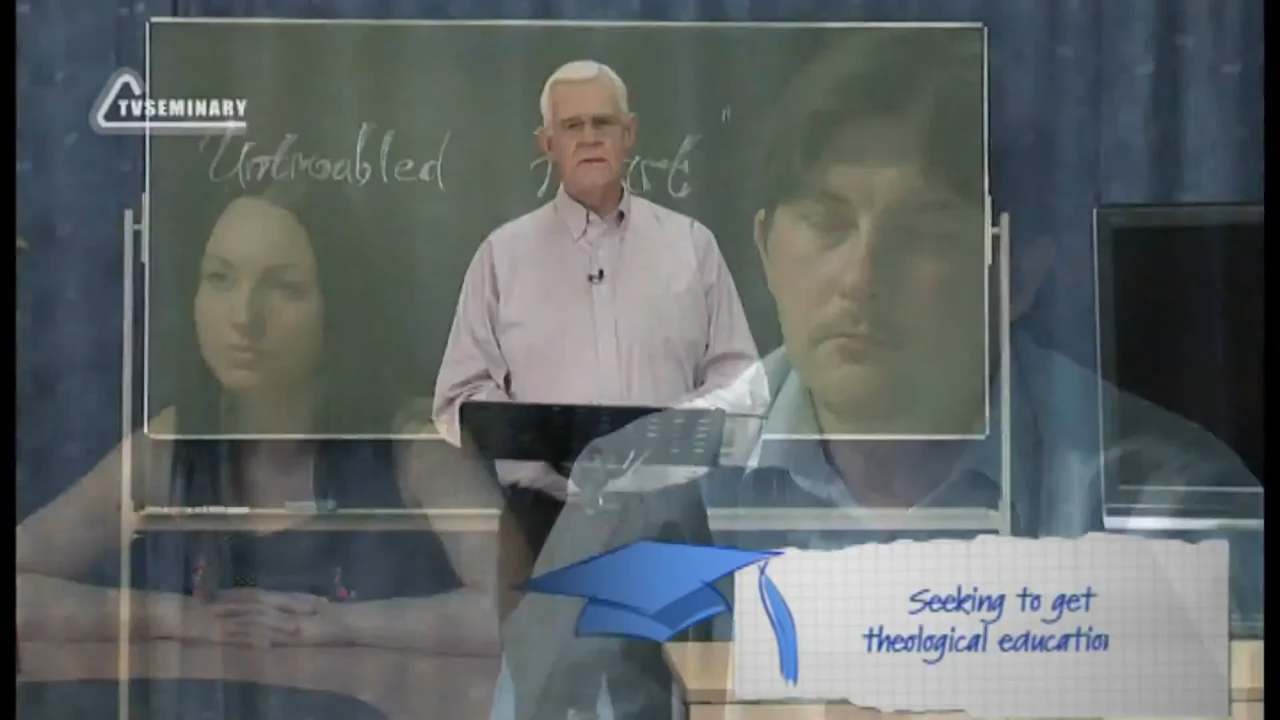 TVSEMINARY
"Untroubled
"
Seeking to get
theological educatio